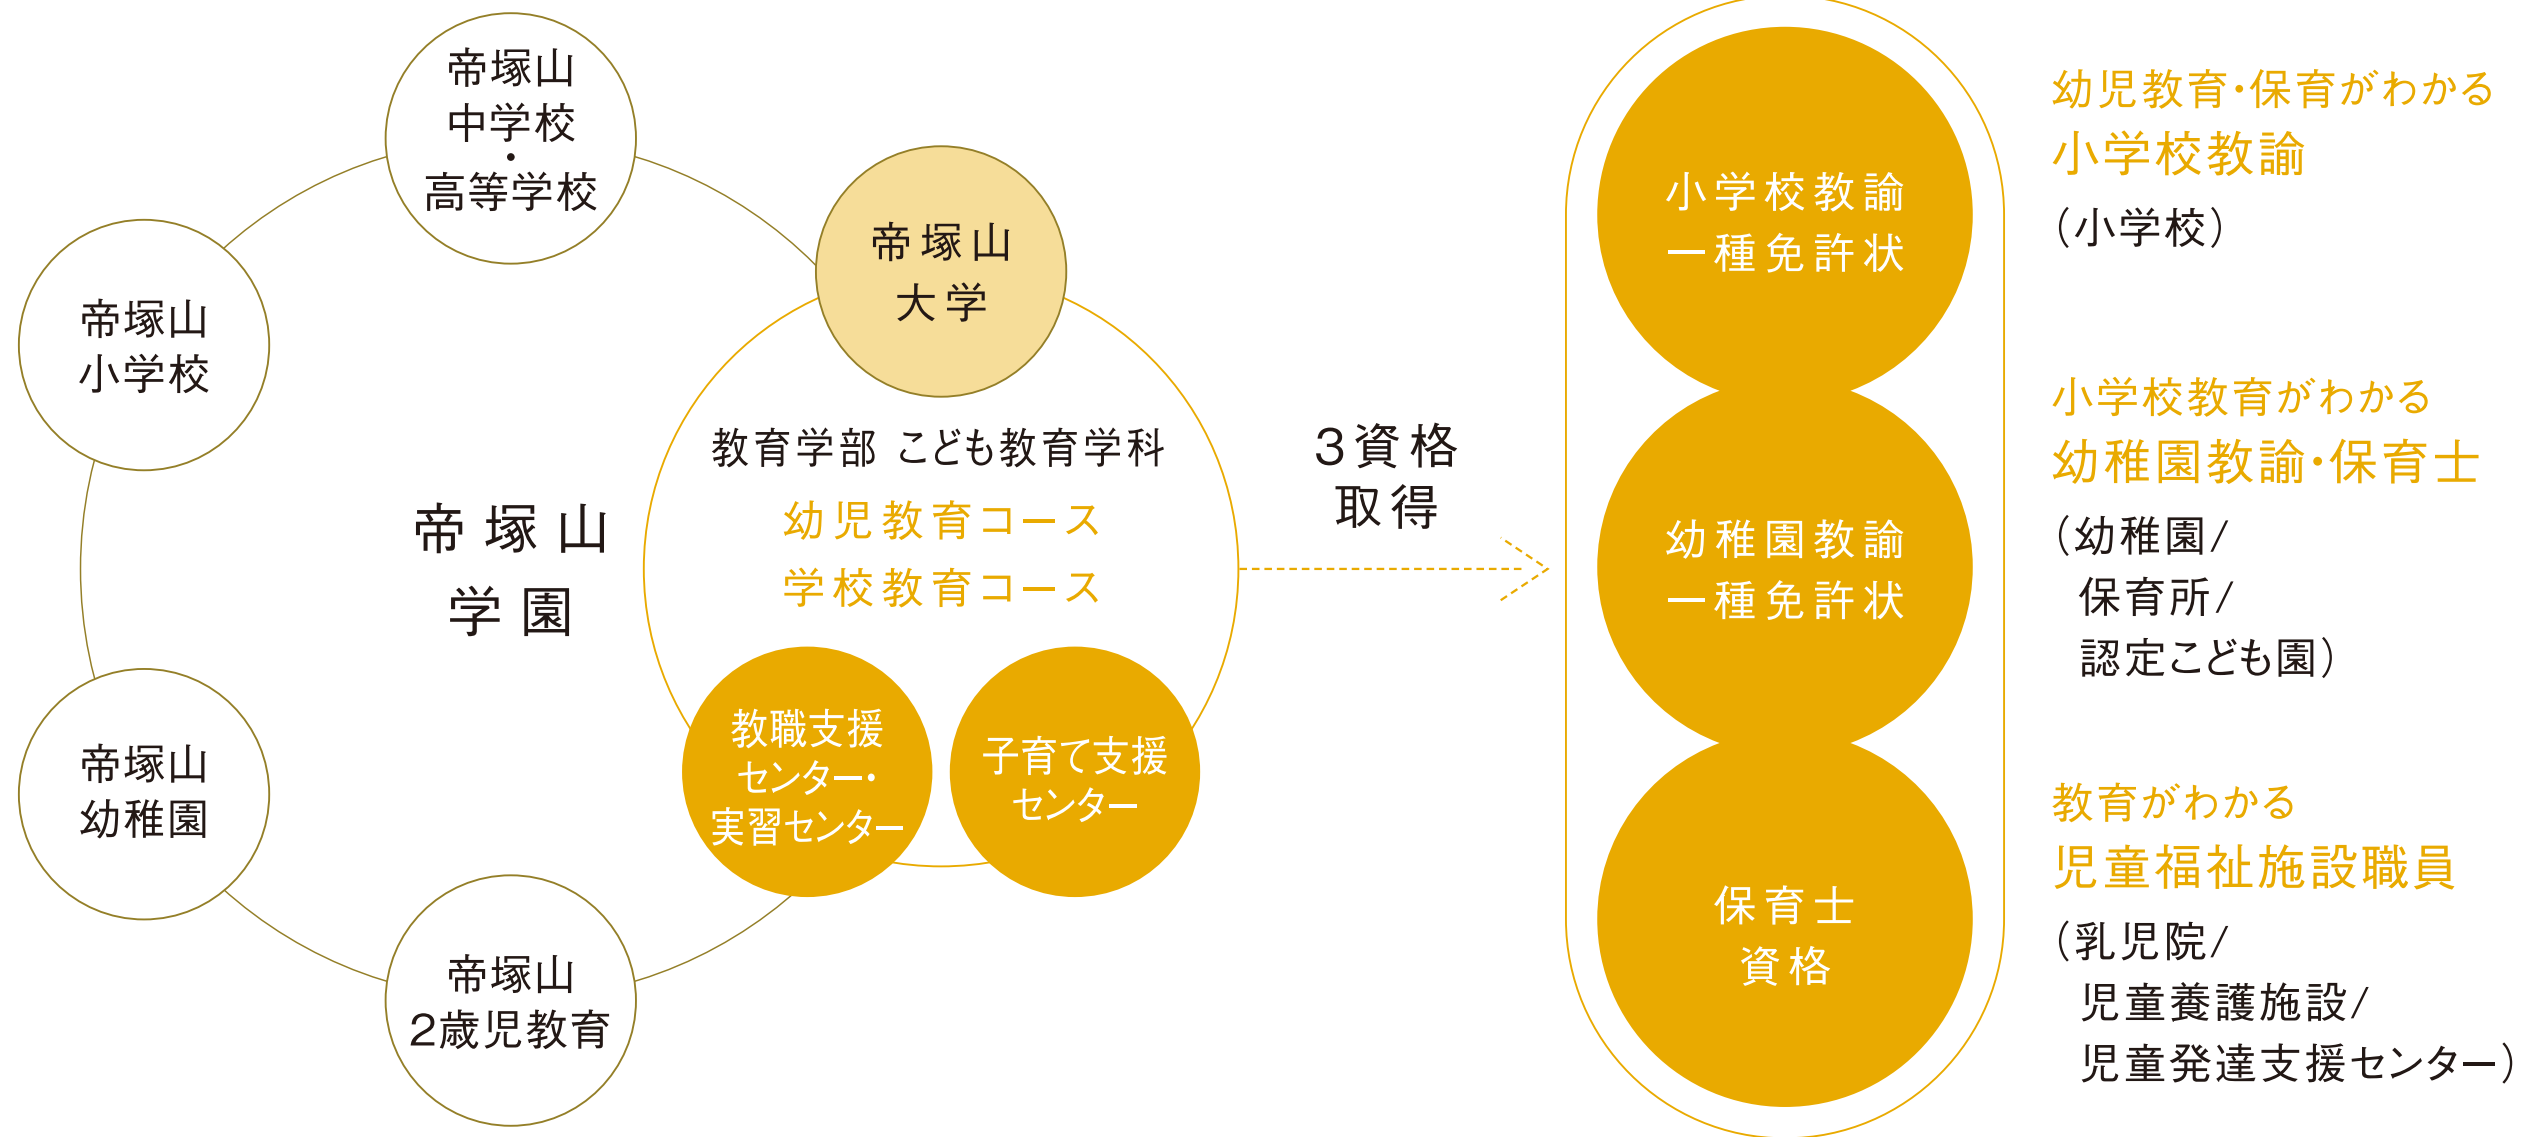 帝塚山
中学校
・
高等学校
帝塚山
小学校
帝塚山
幼稚園
帝塚山
2歳児教育
帝塚山
学園
帝塚山
大学
教育学部 こども教育学科
幼児教育コース
学校教育コース
教職支援
センター・
実習センター
子育て支援
センター
3資格
取得
小学校教諭
一種免許状
幼稚園教諭
一種免許状
保育士
資格
幼児教育・保育がわかる
小学校教諭
（小学校）
小学校教育がわかる
幼稚園教諭・保育士
（幼稚園/
保育所/
認定こども園）
教育がわかる
児童福祉施設職員
（乳児院/
児童養護施設/
児童発達支援センター）